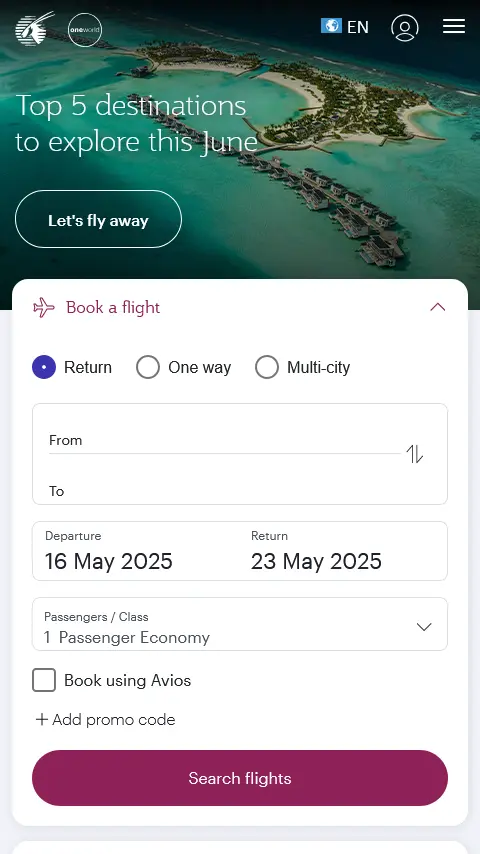 oneworld
EN
Top 5 destinations
to explore this June
Let's fly away
Book a flight
Return
One way
Multi-city
From
To
Departure
Return
16 May 2025
23 May 2025
Passengers / Class
1 Passenger Economy
Book using Avios
Add promo code
Search flights